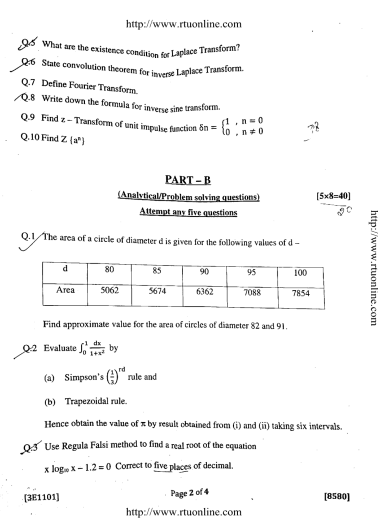 http://www.rtuonline.com
Q.5 What are the existence condition for Laplace Transform?
Q.6 State convolution theorem for inverse Laplace Transform.
Q.7 Define Fourier Transform.
Q.8 Write down the formula for inverse sine transform.
Q.9 Find z – Transform of unit impulse function δn = {1 , n = 0
0 , n ≠ 0
Q.10 Find Z {aⁿ}
PART – B
(Analytical/Problem solving questions) [5x8=40]
Attempt any five questions
Q.1 The area of a circle of diameter d is given for the following values of d –
d 80 85 90 95 100
Area 5062 5674 6362 7088 7854
Find approximate value for the area of circles of diameter 82 and 91.
Q.2 Evaluate ∫₀¹ dx/1+x² by
(a) Simpson's (1/3)ʳᵈ rule and
(b) Trapezoidal rule.
Hence obtain the value of π by result obtained from (i) and (ii) taking six intervals.
Q.3 Use Regula Falsi method to find a real root of the equation
x log₁₀ x – 1.2 = 0 Correct to five places of decimal.
[3E1101] Page 2 of 4 [8580]
http://www.rtuonline.com
http://www.rtuonline.com